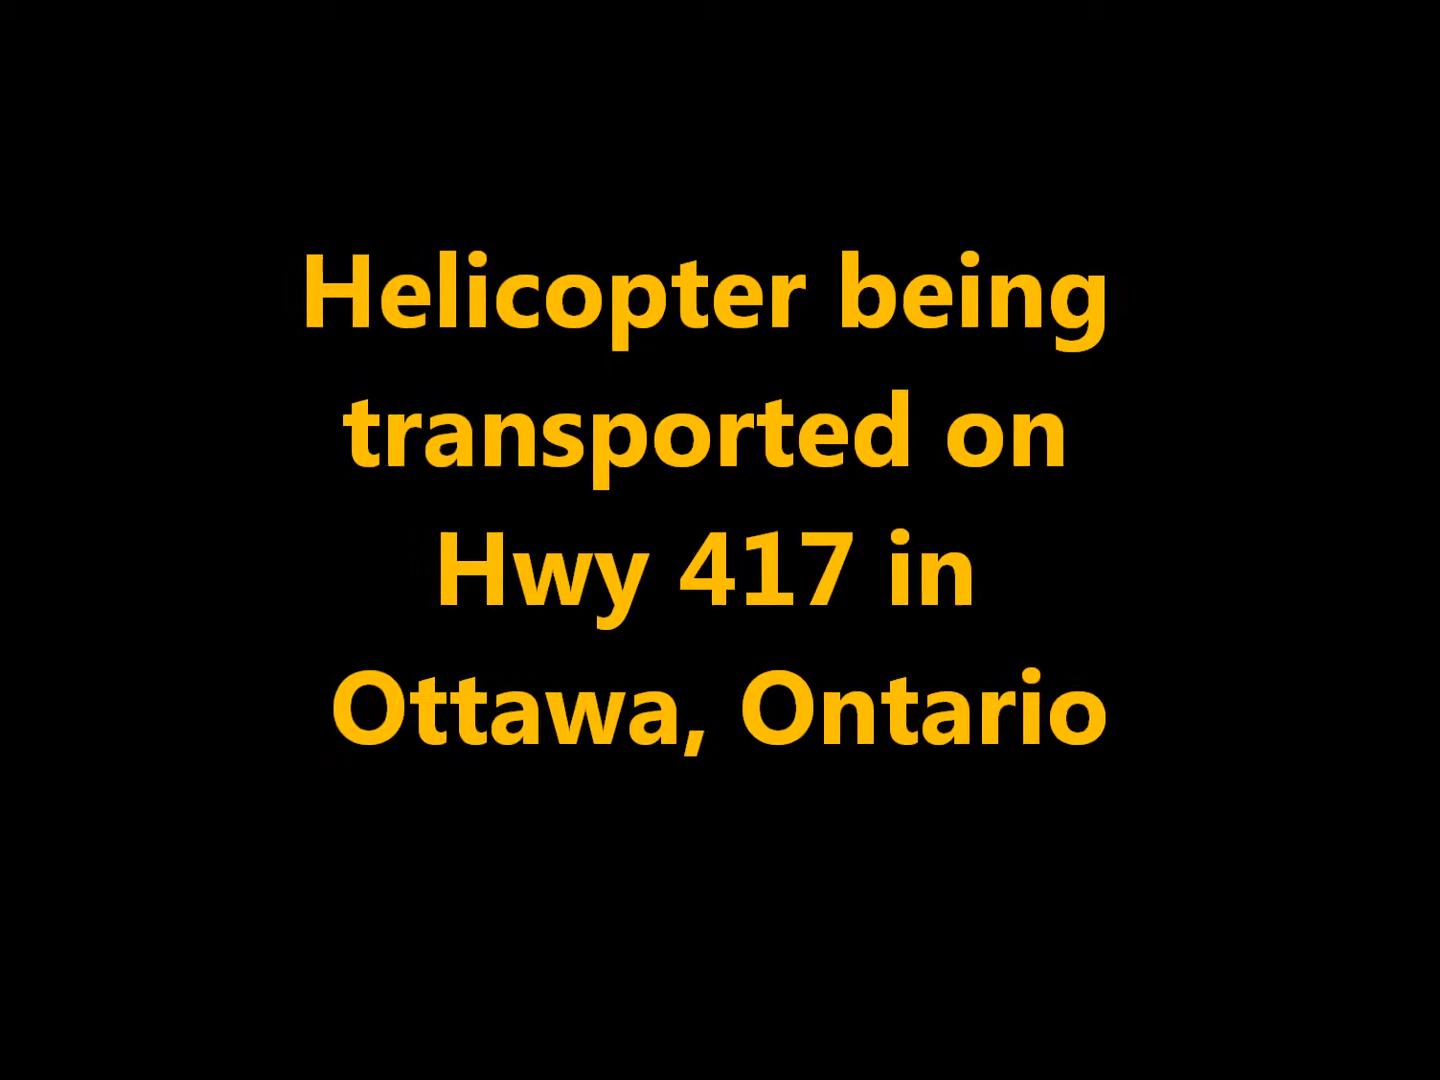 Helicopter being
transported on
Hwy 417 in
Ottawa, Ontario